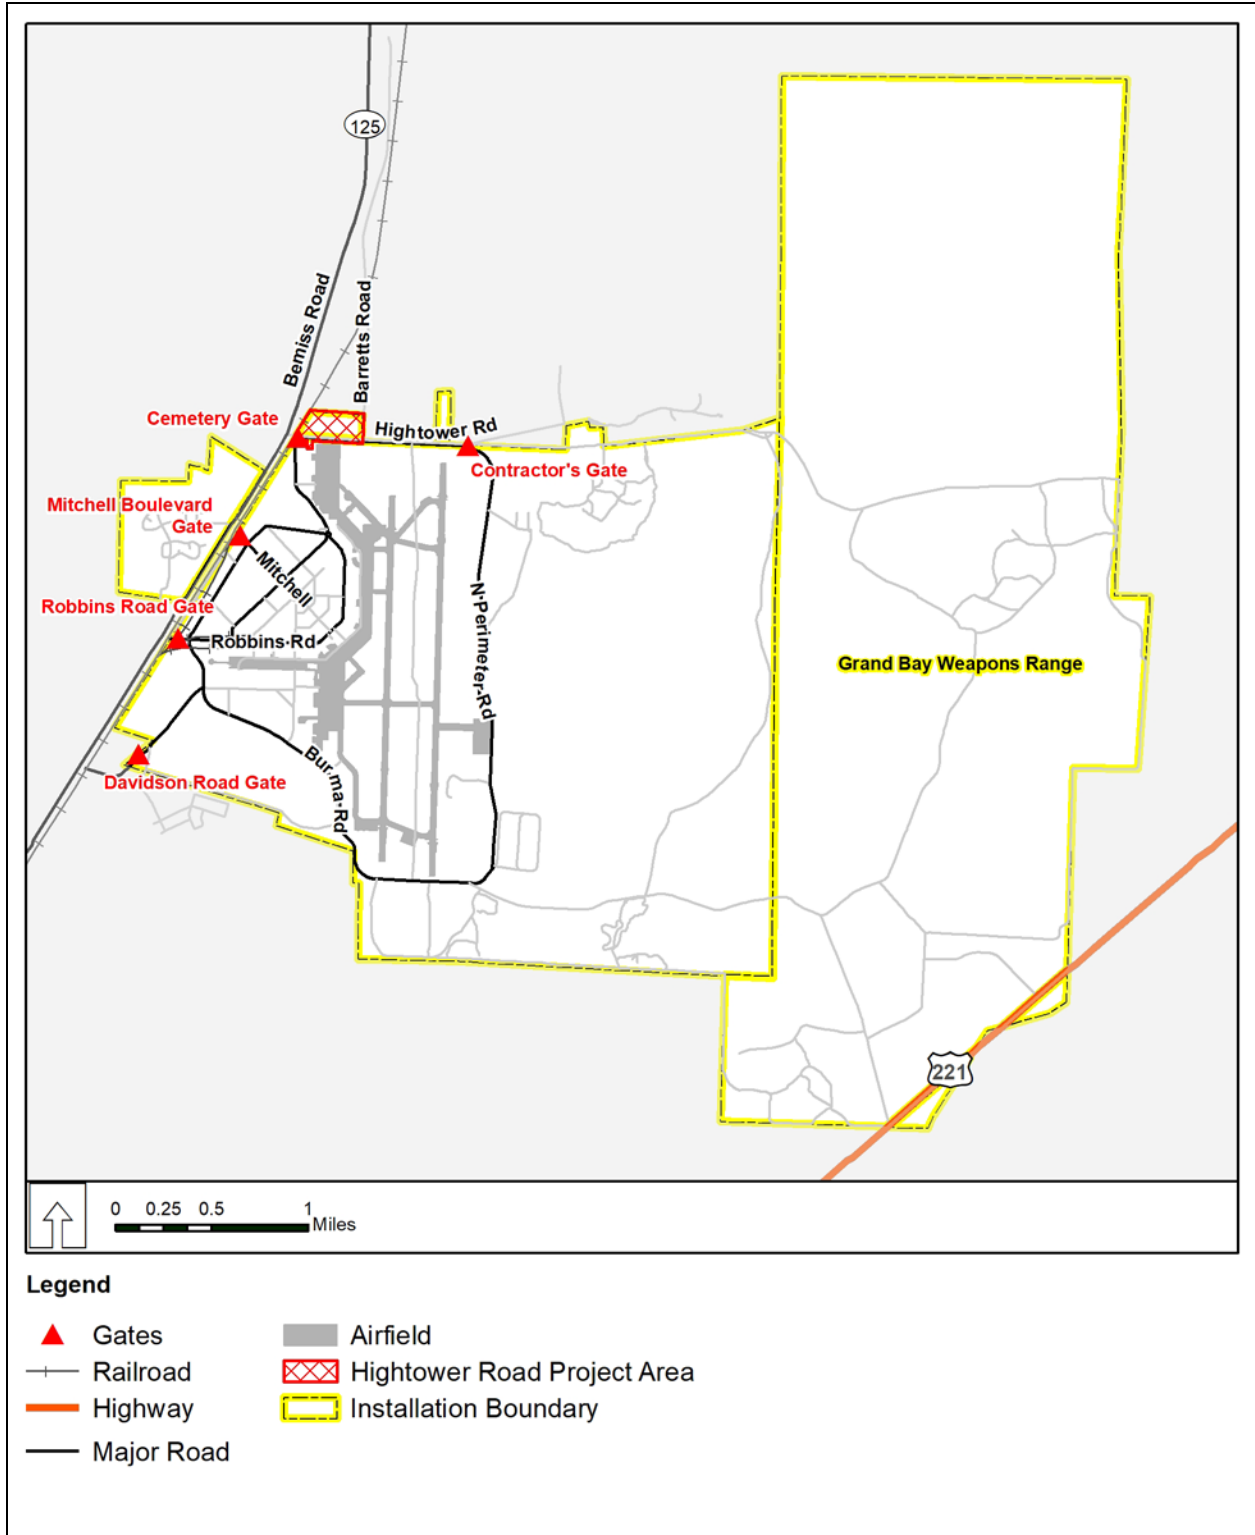 125
Bemiss Road
Barretts Road
Cemetery Gate
Hightower Rd
Contractor's Gate
Mitchell Boulevard
Gate
Mitchell
Robbins Road Gate
Robbins Rd
N Perimeter Rd
Grand Bay Weapons Range
Burma Rd
Davidson Road Gate
221
0 0.25 0.5 1
Miles
Legend
Gates
Railroad
Highway
Major Road
Airfield
Hightower Road Project Area
Installation Boundary